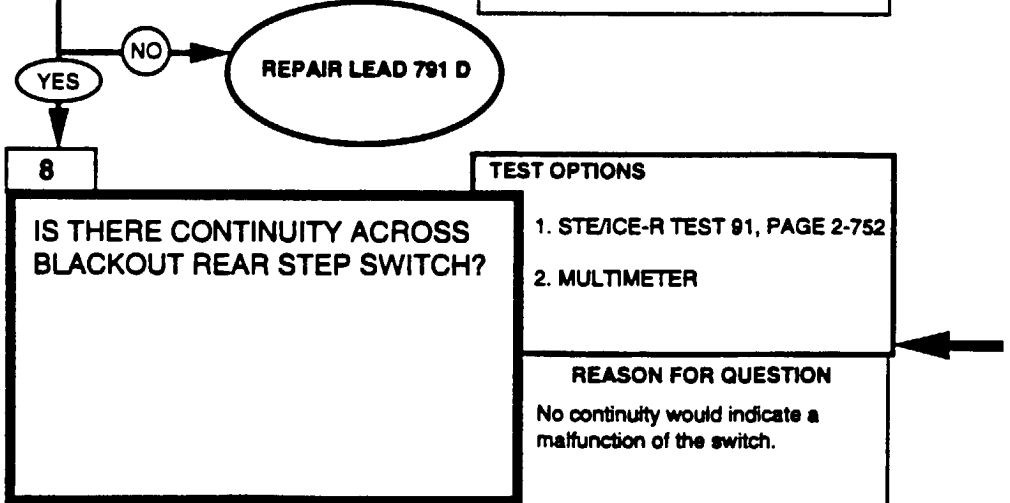 NO
YES
REPAIR LEAD 791 D
8
TEST OPTIONS
IS THERE CONTINUITY ACROSS
BLACKOUT REAR STEP SWITCH?
1. STE/ICE-R TEST 91, PAGE 2-752
2. MULTIMETER
REASON FOR QUESTION
No continuity would indicate a
malfunction of the switch.